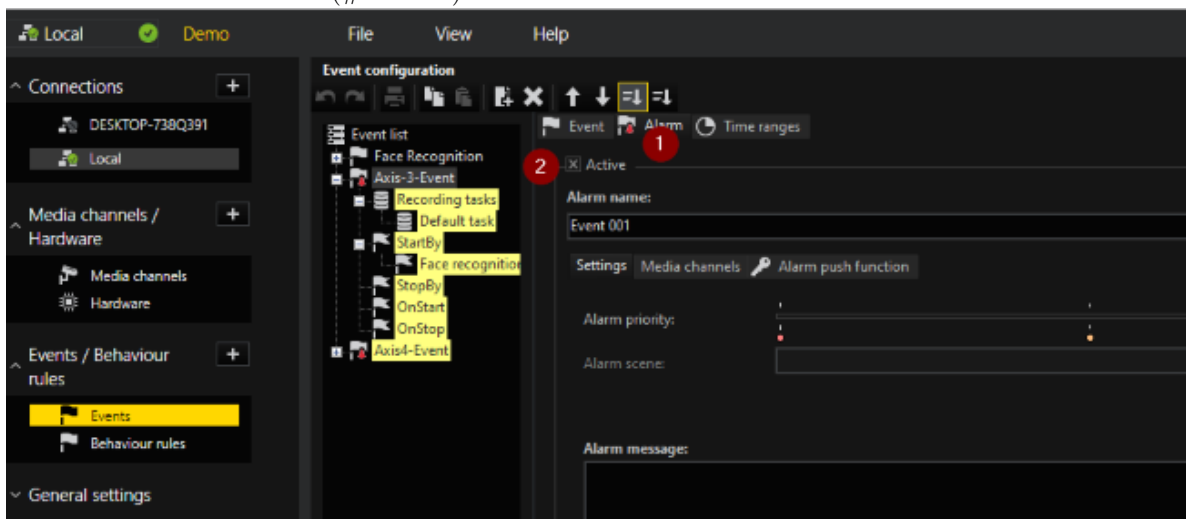 Local Demo File View Help
Event configuration
Connections +
DESKTOP-738Q391
Local
Media channels / +
Hardware
Media channels
Hardware
Events / Behaviour +
rules
Events
Behaviour rules
General settings
Event list
Face Recognition
Axis-3-Event
Recording tasks
Default task
StartBy
Face recognition
StopBy
OnStart
OnStop
Axis4-Event
Event Alarm Time ranges
1
2 Active
Alarm name:
Event 001
Settings Media channels Alarm push function
Alarm priority:
Alarm scene:
Alarm message: